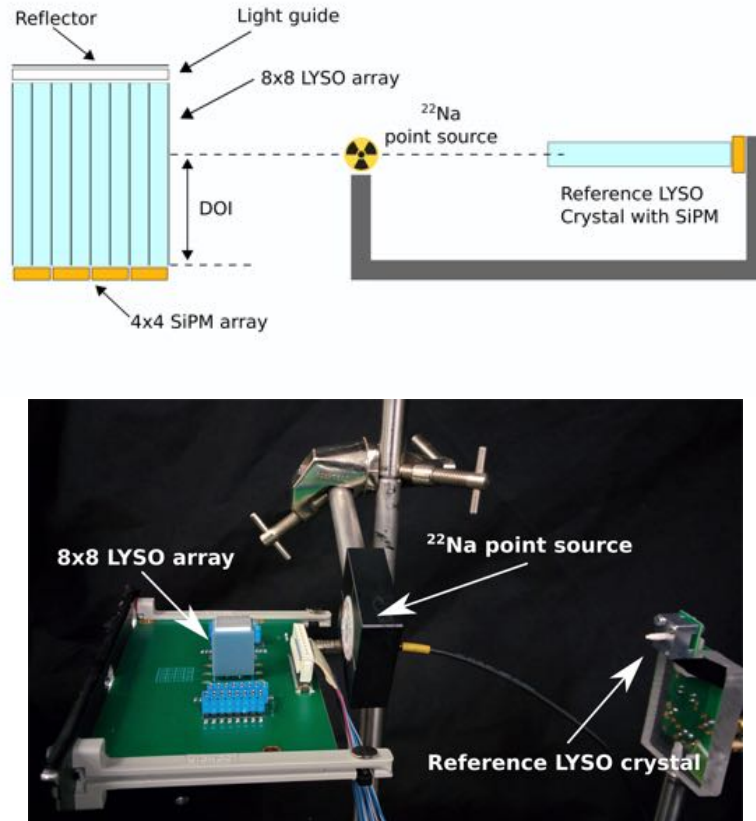 Reflector
Light guide
8x8 LYSO array
²²Na
point source
DOI
Reference LYSO
Crystal with SiPM
4x4 SiPM array
8x8 LYSO array
²²Na point source
Reference LYSO crystal